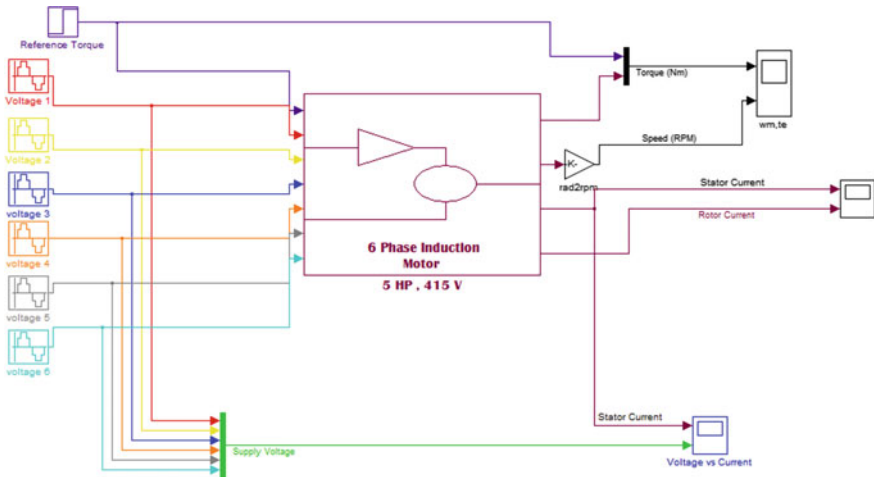 Reference Torque
Voltage 1
Voltage 2
voltage 3
voltage 4
voltage 5
voltage 6
6 Phase Induction
Motor
5 HP , 415 V
Torque (Nm)
wm,te
Speed (RPM)
K-
rad2rpm
Stator Current
Rotor Current
Stator Current
Supply Voltage
Voltage vs Current